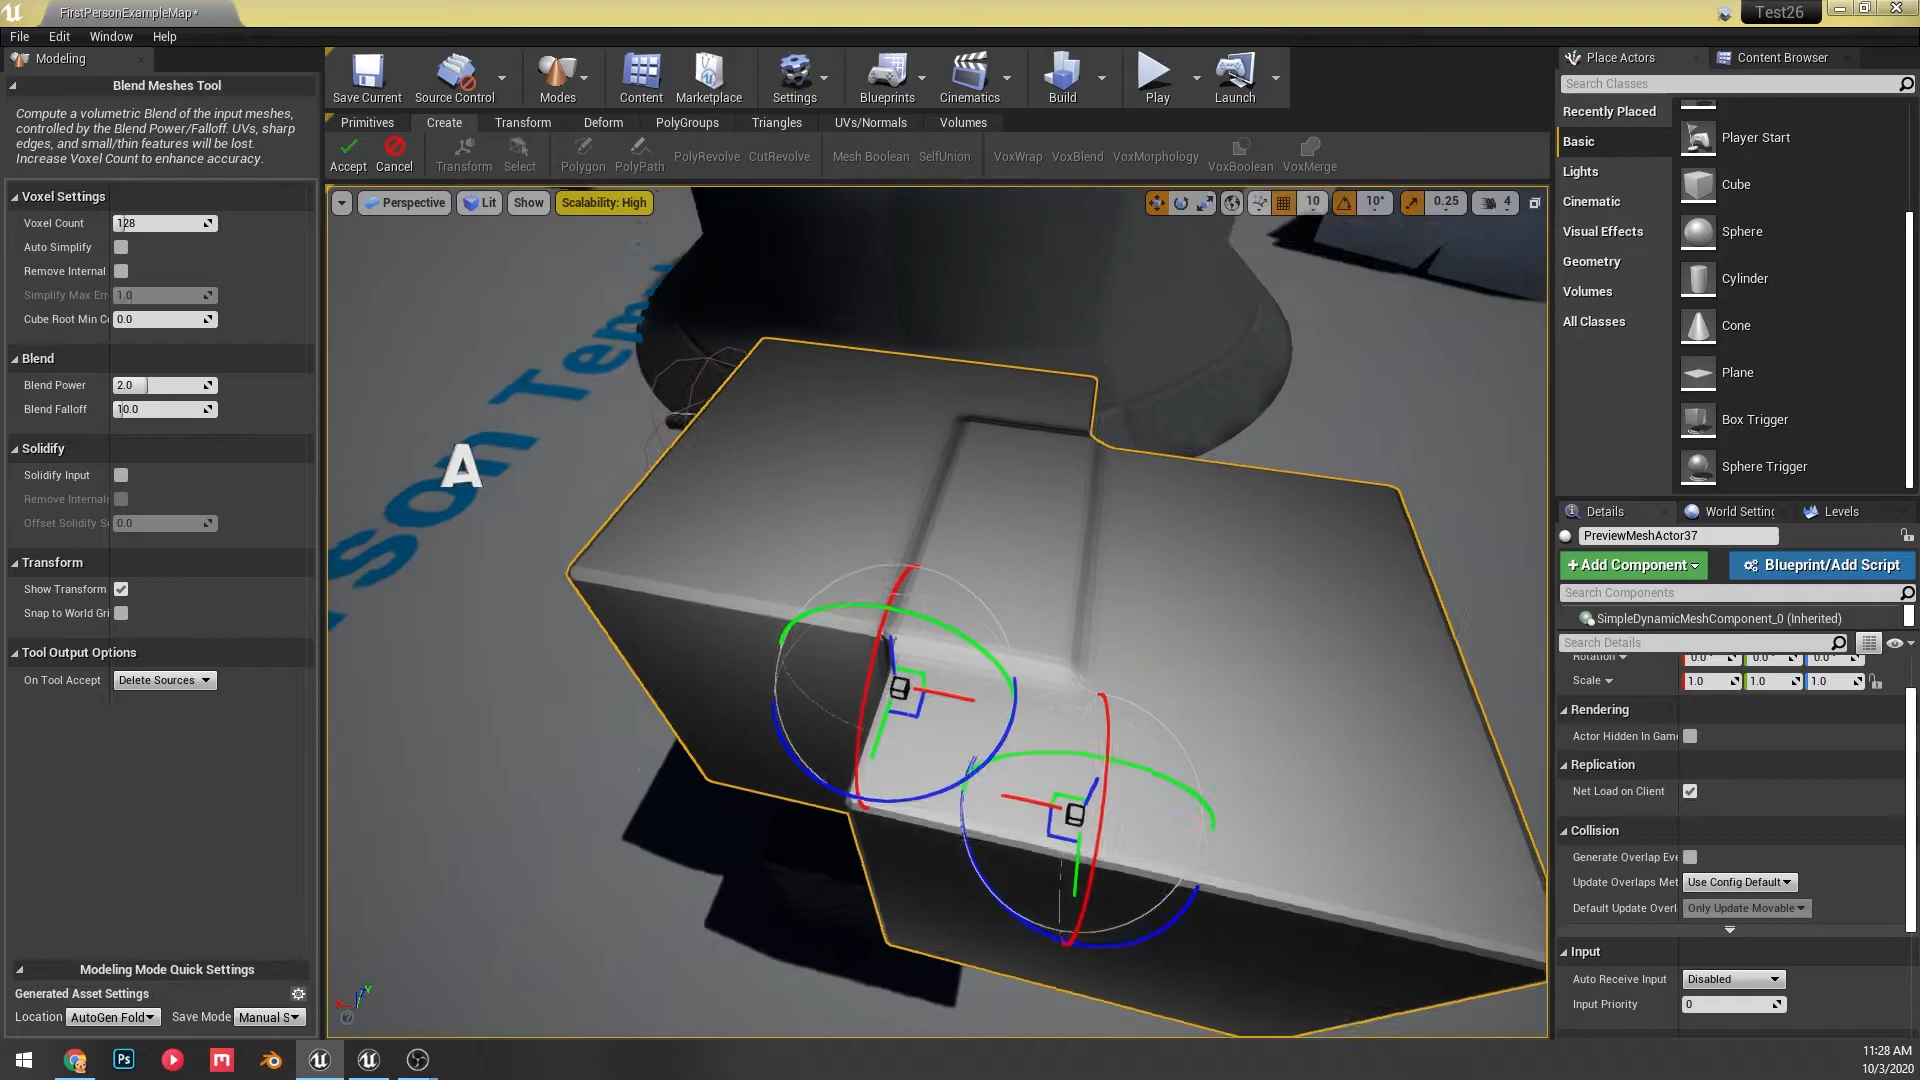 FirstPersonExampleMap*
Test26
File Edit Window Help
Modeling
Blend Meshes Tool
Compute a volumetric Blend of the input meshes,
controlled by the Blend Power/Falloff. UVs, sharp
edges, and small/thin features will be lost.
Increase Voxel Count to enhance accuracy.
Voxel Settings
Voxel Count 128
Auto Simplify
Remove Internal
Simplify Max Err 1.0
Cube Root Min C 0.0
Blend
Blend Power 2.0
Blend Falloff 10.0
Solidify
Solidify Input
Remove Internals
Offset Solidify S 0.0
Transform
Show Transform
Snap to World Gri
Tool Output Options
On Tool Accept Delete Sources
Modeling Mode Quick Settings
Generated Asset Settings
Location AutoGen Fold Save Mode Manual S
Save Current Source Control Modes Content Marketplace Settings Blueprints Cinematics Build Play Launch
Primitives Create Transform Deform PolyGroups Triangles UVs/Normals Volumes
Accept Cancel Transform Select Polygon PolyPath PolyRevolve CutRevolve Mesh Boolean SelfUnion VoxWrap VoxBlend VoxMorphology VoxBoolean VoxMerge
Perspective Lit Show Scalability: High 10 10° 0.25 4
son Tem
A
Place Actors Content Browser
Search Classes
Recently Placed
Basic
Lights
Cinematic
Visual Effects
Geometry
Volumes
All Classes
Player Start
Cube
Sphere
Cylinder
Cone
Plane
Box Trigger
Sphere Trigger
Details World Settin Levels
PreviewMeshActor37
+Add Component Blueprint/Add Script
Search Components
SimpleDynamicMeshComponent_0 (Inherited)
Search Details
Rotation 0.0° 0.0° 0.0°
Scale 1.0 1.0 1.0
Rendering
Actor Hidden In Game
Replication
Net Load on Client
Collision
Generate Overlap Eve
Update Overlaps Met Use Config Default
Default Update Overl Only Update Movable
Input
Auto Receive Input Disabled
Input Priority 0
Ps
11:28 AM
10/3/2020